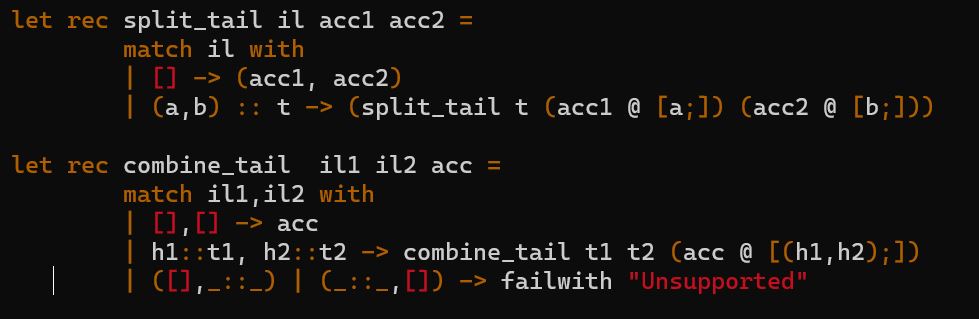 let rec split_tail il acc1 acc2 =
        match il with
        | [] -> (acc1, acc2)
        | (a,b) :: t -> (split_tail t (acc1 @ [a;]) (acc2 @ [b;]))

let rec combine_tail  il1 il2 acc =
        match il1,il2 with
        | [],[] -> acc
        | h1::t1, h2::t2 -> combine_tail t1 t2 (acc @ [(h1,h2);])
        | ([],_::_) | (_::_,[]) -> failwith "Unsupported"